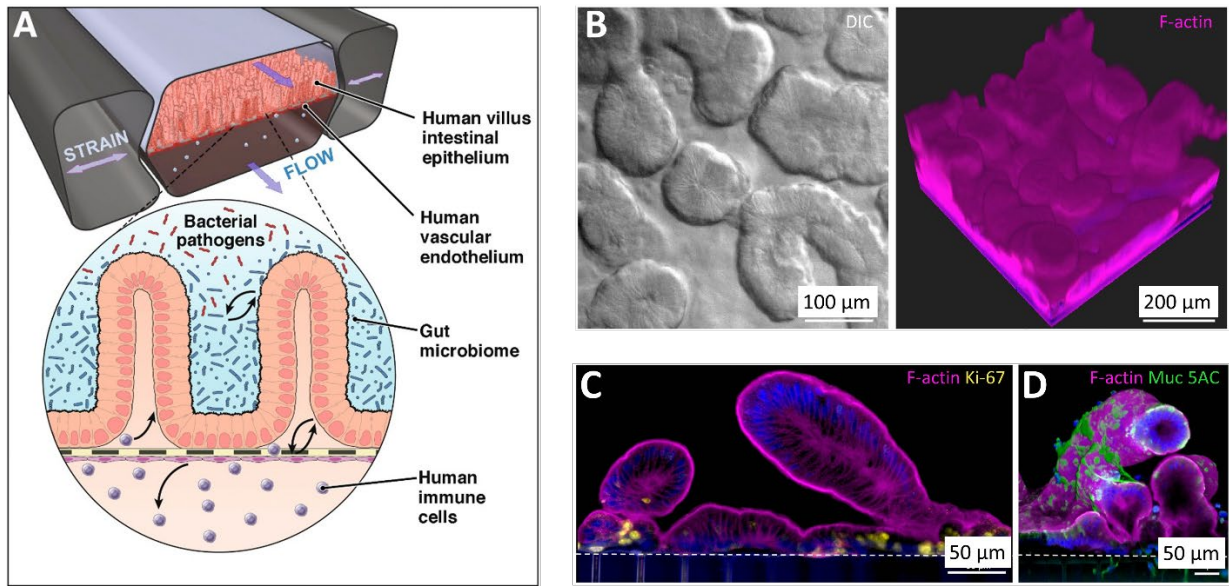 A
STRAIN
FLOW
Human villus
intestinal
epithelium
Human
vascular
endothelium
Bacterial
pathogens
Gut
microbiome
Human
immune
cells
B
DIC
100 µm
F-actin
200 µm
C
F-actin Ki-67
50 µm
D
F-actin Muc 5AC
50 µm